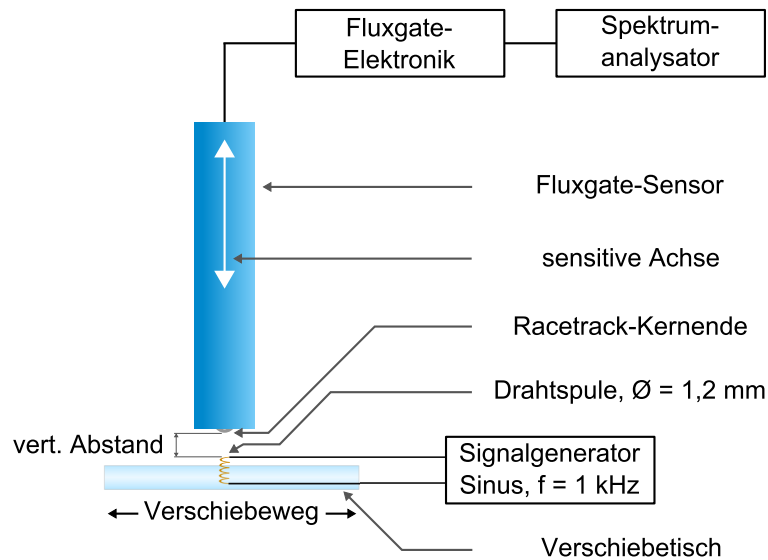 Fluxgate-
Elektronik
Spektrum-
analysator
Fluxgate-Sensor
sensitive Achse
Racetrack-Kernende
Drahtspule, Ø = 1,2 mm
vert. Abstand
Signalgenerator
Sinus, f = 1 kHz
Verschiebeweg
Verschiebetisch